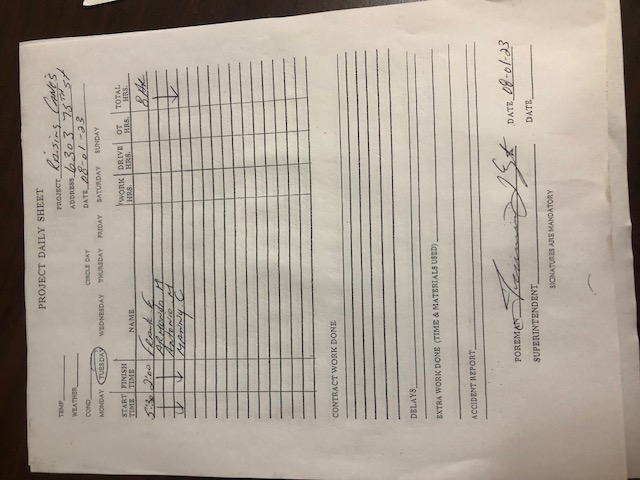 PROJECT DAILY SHEET
TEMP
PROJECT Raising Cane's
WEATHER
ADDRESS 6303 75TH St
COND.
CIRCLE DAY
DATE 08-01-23
MONDAY TUESDAY WEDNESDAY THURSDAY FRIDAY SATURDAY SUNDAY
START TIME FINISH TIME NAME WORK HRS. DRIVE HRS. OT HRS. TOTAL HRS.
5:30 2:00 Frank F 8 HR
ARMONDO M
ANTONIO M
MANNY C
CONTRACT WORK DONE
DELAYS
EXTRA WORK DONE (TIME & MATERIALS USED)
ACCIDENT REPORT
FOREMAN DATE 08-01-23
SUPERINTENDENT DATE
SIGNATURES ARE MANDATORY